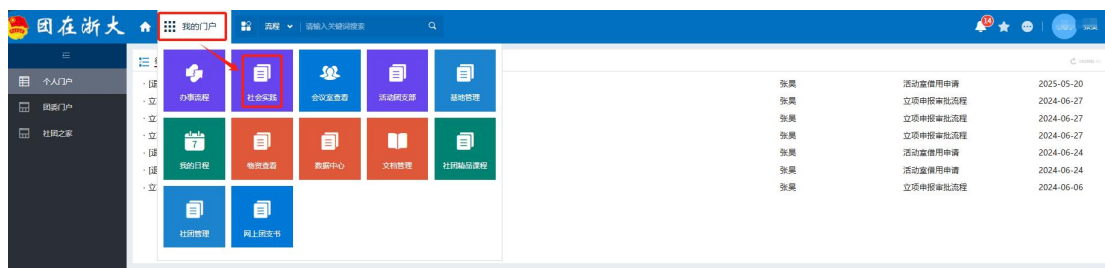 团在浙大
我的门户
流程
请输入关键词搜索
个人门户
团委门户
社团之家
办事流程
社会实践
会议室查看
活动团支部
基地管理
7
我的日程
物资查看
数据中心
文档管理
社团精品课程
社团管理
网上团支书
张昊 活动室借用申请 2025-05-20
张昊 立项申报审批流程 2024-06-27
张昊 立项申报审批流程 2024-06-27
张昊 立项申报审批流程 2024-06-27
张昊 活动室借用申请 2024-06-24
张昊 活动室借用申请 2024-06-24
张昊 立项申报审批流程 2024-06-06